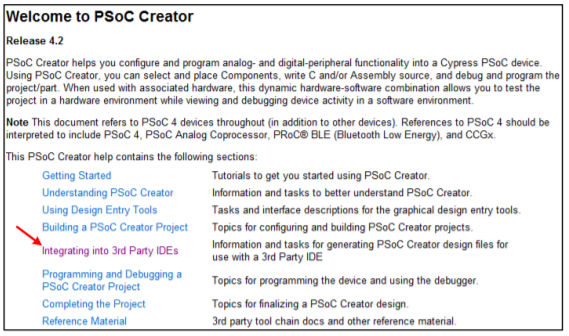 Welcome to PSoC Creator
Release 4.2
PSoC Creator helps you configure and program analog- and digital-peripheral functionality into a Cypress PSoC device.
Using PSoC Creator, you can select and place Components, write C and/or Assembly source, and debug and program the
project/part. When used with associated hardware, this dynamic hardware-software combination allows you to test the
project in a hardware environment while viewing and debugging device activity in a software environment.
Note This document refers to PSoC 4 devices throughout (in addition to other devices). References to PSoC 4 should be
interpreted to include PSoC 4, PSoC Analog Coprocessor, PRoC® BLE (Bluetooth Low Energy), and CCGx.
This PSoC Creator help contains the following sections:
Getting Started Tutorials to get you started using PSoC Creator.
Understanding PSoC Creator Information and tasks to better understand PSoC Creator.
Using Design Entry Tools Tasks and interface descriptions for the graphical design entry tools.
Building a PSoC Creator Project Topics for configuring and building PSoC Creator projects.
Integrating into 3rd Party IDEs Information and tasks for generating PSoC Creator design files for
use with a 3rd Party IDE
Programming and Debugging a
PSoC Creator Project Topics for programming the device and using the debugger.
Completing the Project Topics for finalizing a PSoC Creator design.
Reference Material 3rd party tool chain docs and other reference material.